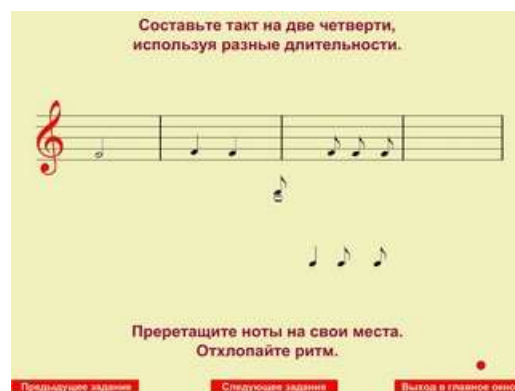 Составьте такт на две четверти,
используя разные длительности.
Преретащите ноты на свои места.
Отхлопайте ритм.
Предыдущее задание
Следующее задание
Выход в главное окно